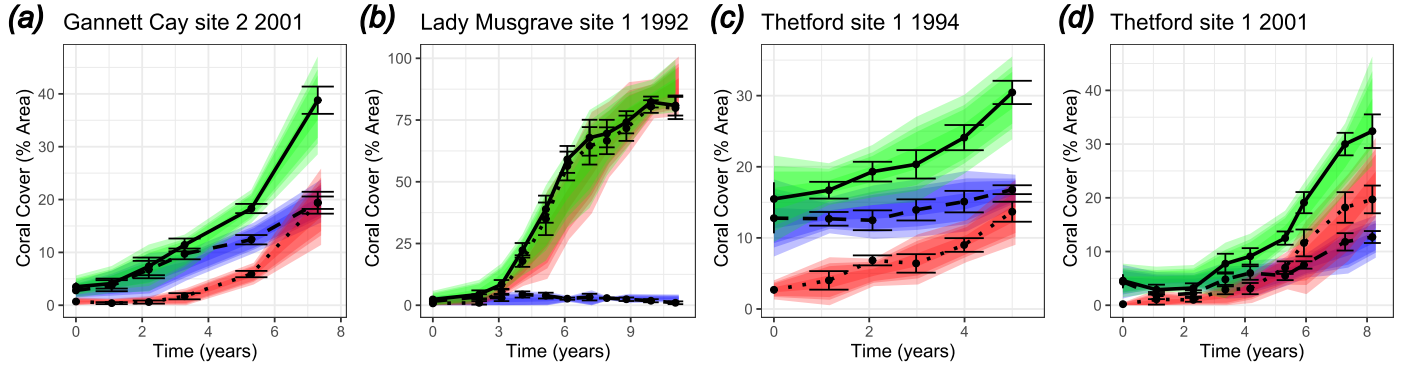 (a) Gannett Cay site 2 2001
Coral Cover (% Area)
40
30
20
10
0
0 2 4 6 8
Time (years)
(b) Lady Musgrave site 1 1992
Coral Cover (% Area)
100
75
50
25
0
0 3 6 9
Time (years)
(c) Thetford site 1 1994
Coral Cover (% Area)
30
20
10
0
0 2 4
Time (years)
(d) Thetford site 1 2001
Coral Cover (% Area)
40
30
20
10
0
0 2 4 6 8
Time (years)